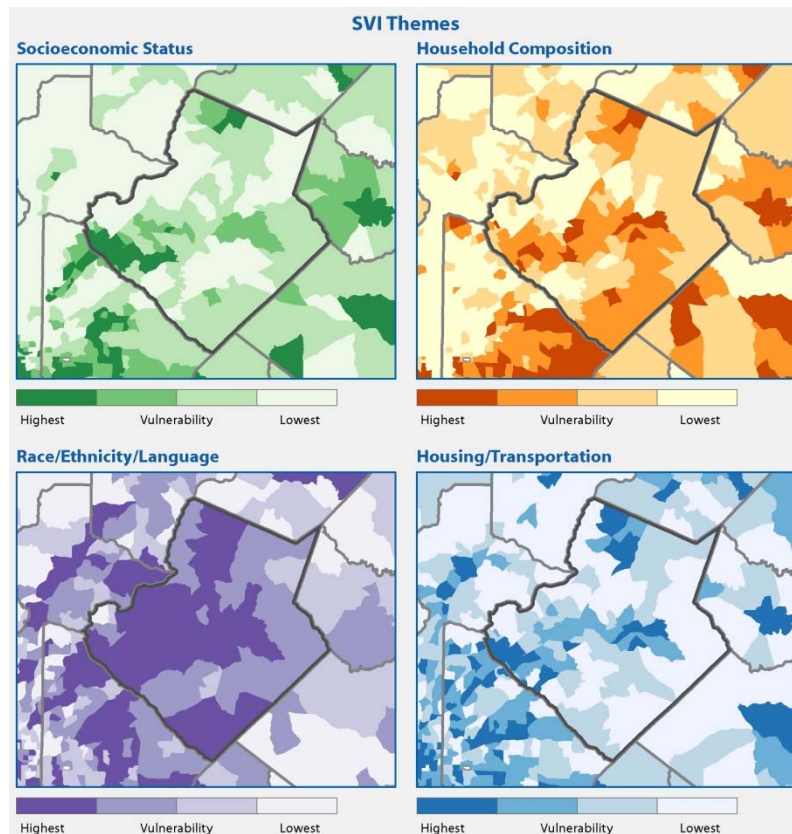 SVI Themes
Socioeconomic Status
Household Composition
Highest Vulnerability Lowest
Highest Vulnerability Lowest
Race/Ethnicity/Language
Housing/Transportation
Highest Vulnerability Lowest
Highest Vulnerability Lowest